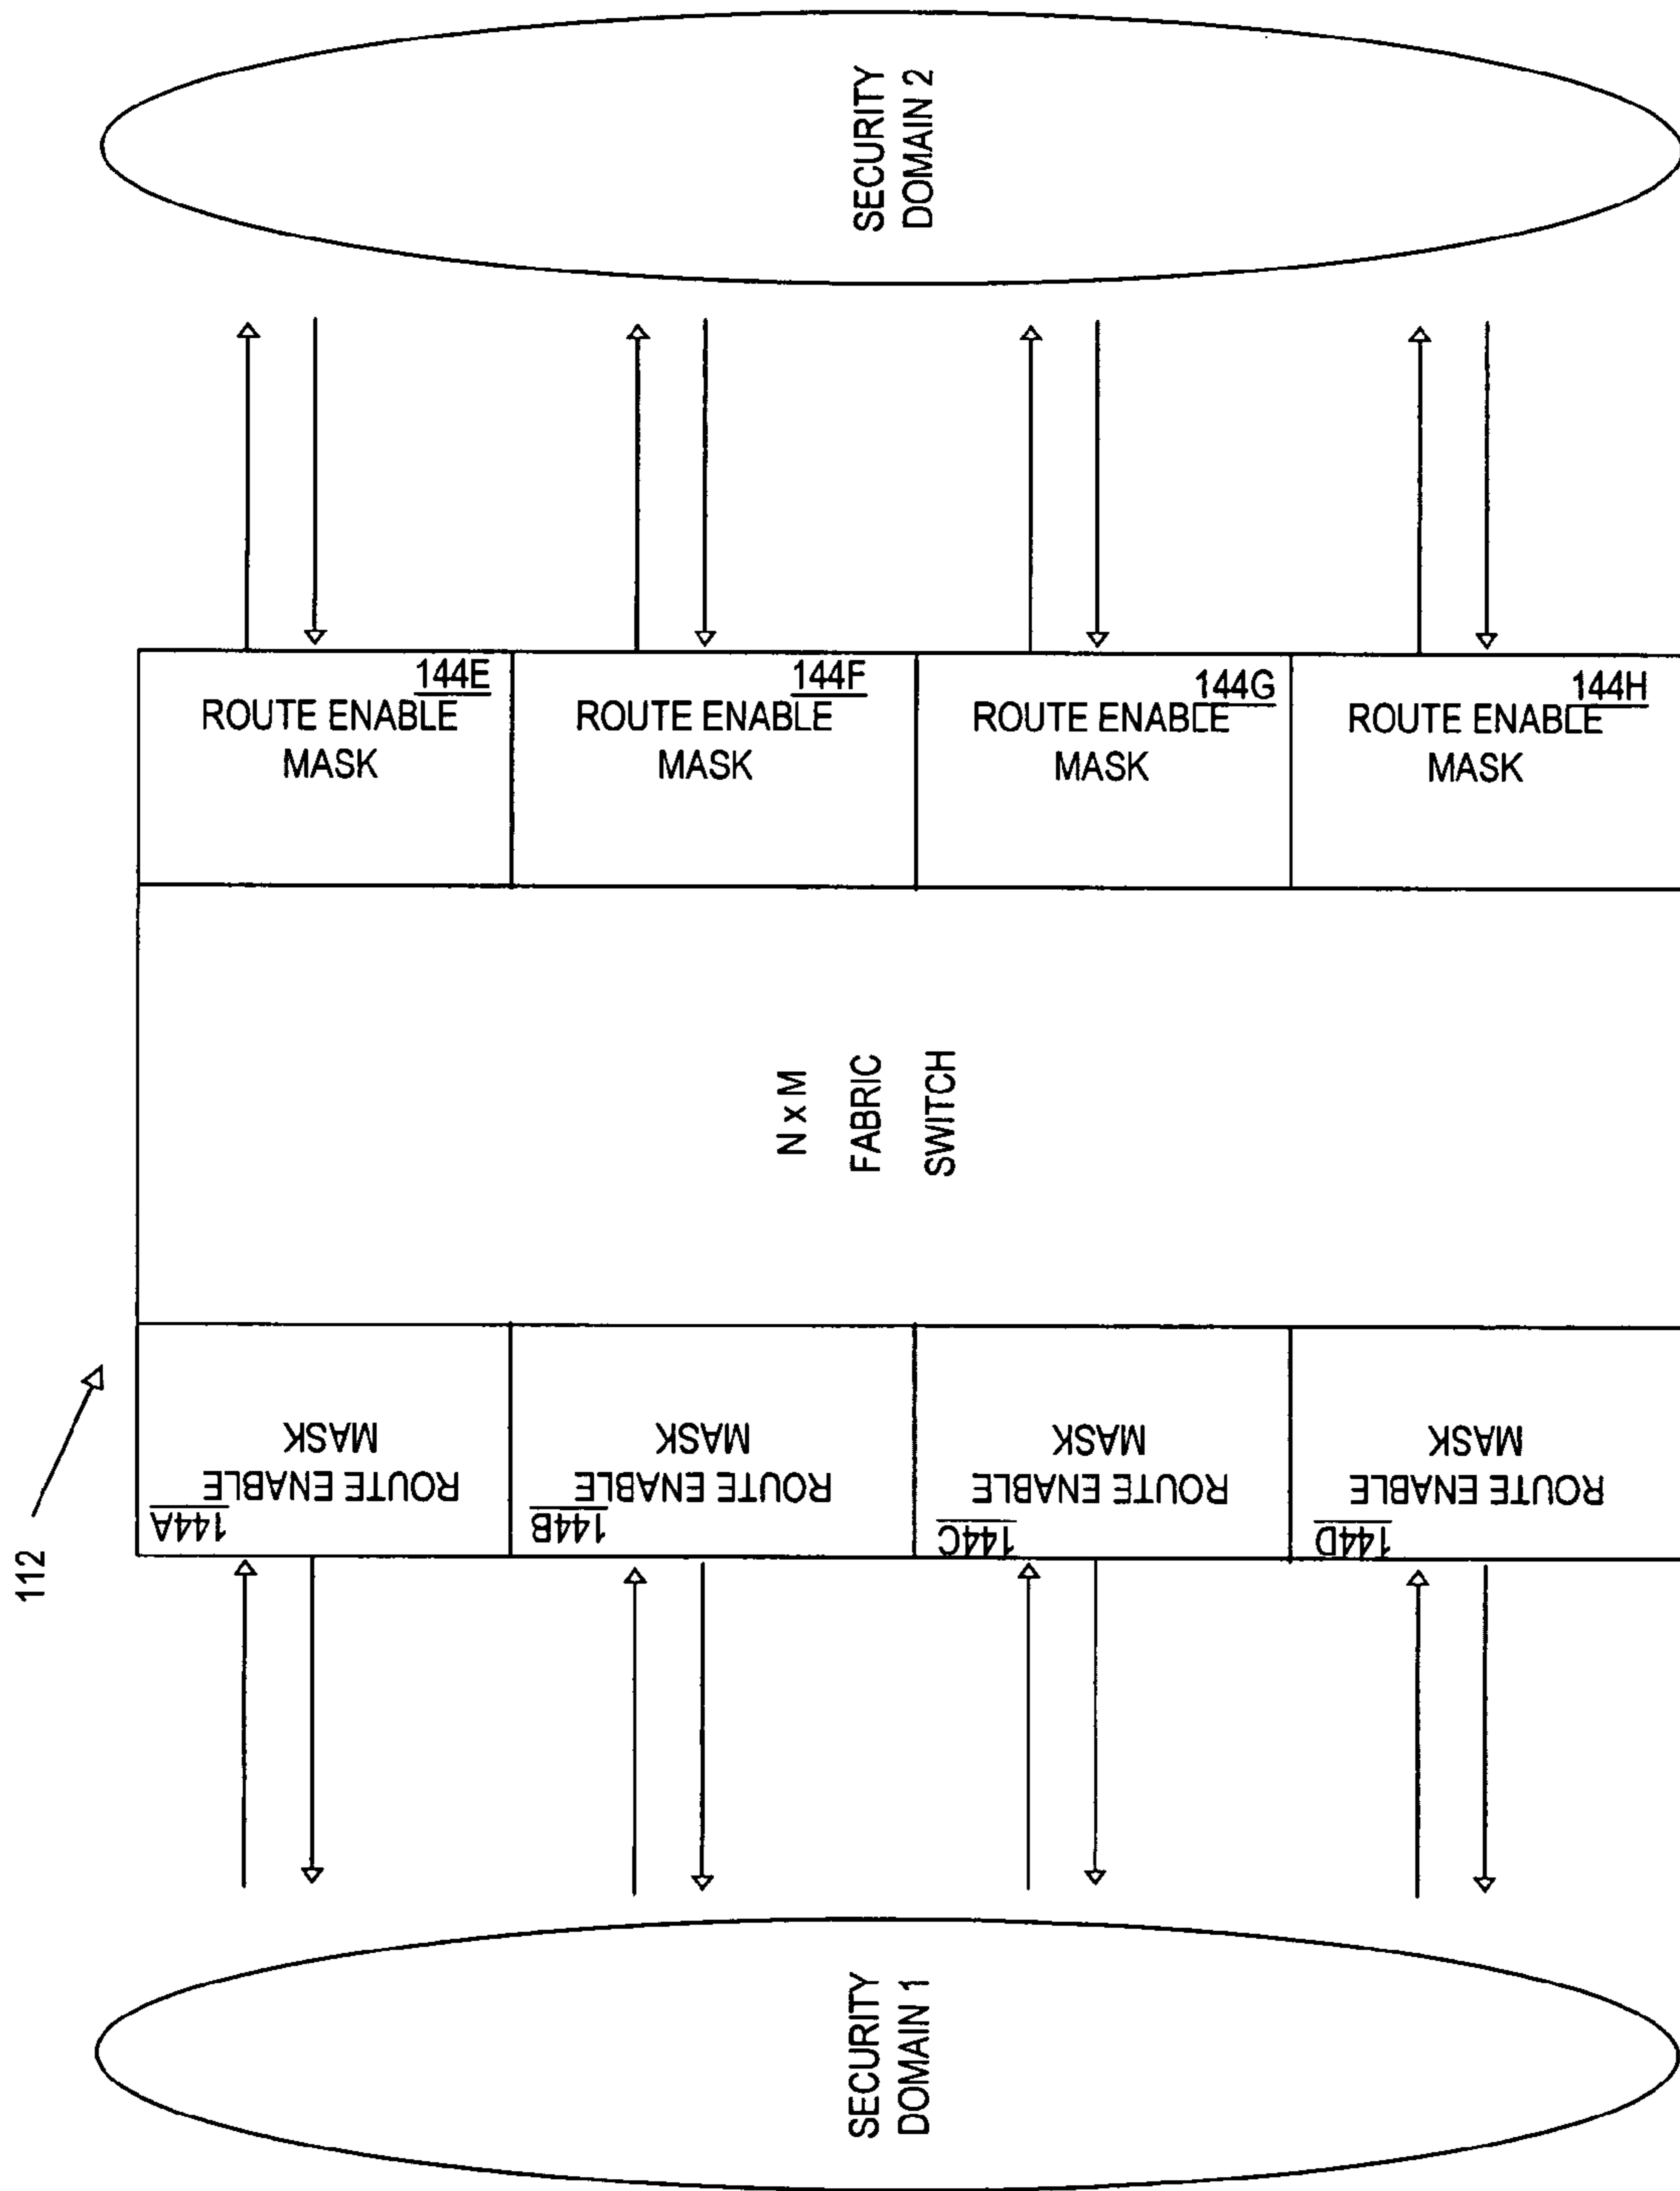 112
SECURITY
DOMAIN 1
144A
ROUTE ENABLE
MASK
144B
ROUTE ENABLE
MASK
144C
ROUTE ENABLE
MASK
144D
ROUTE ENABLE
MASK
N x M
FABRIC
SWITCH
144E
ROUTE ENABLE
MASK
144F
ROUTE ENABLE
MASK
144G
ROUTE ENABLE
MASK
144H
ROUTE ENABLE
MASK
SECURITY
DOMAIN 2